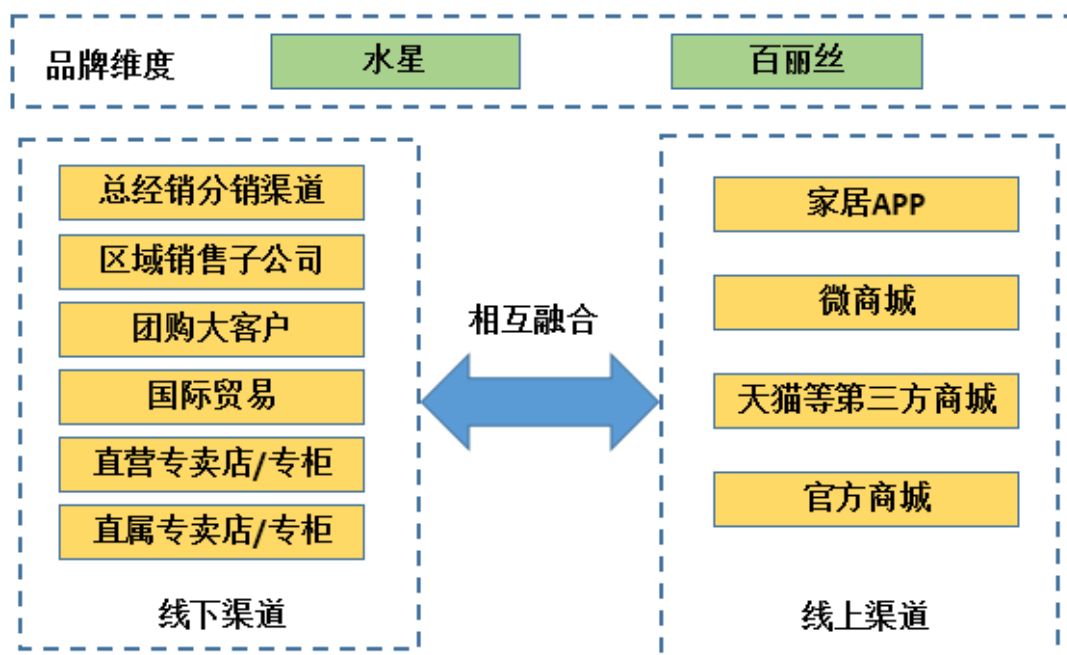 品牌维度
水星
百丽丝
总经销分销渠道
区域销售子公司
团购大客户
国际贸易
直营专卖店/专柜
直属专卖店/专柜
线下渠道
相互融合
家居APP
微商城
天猫等第三方商城
官方商城
线上渠道